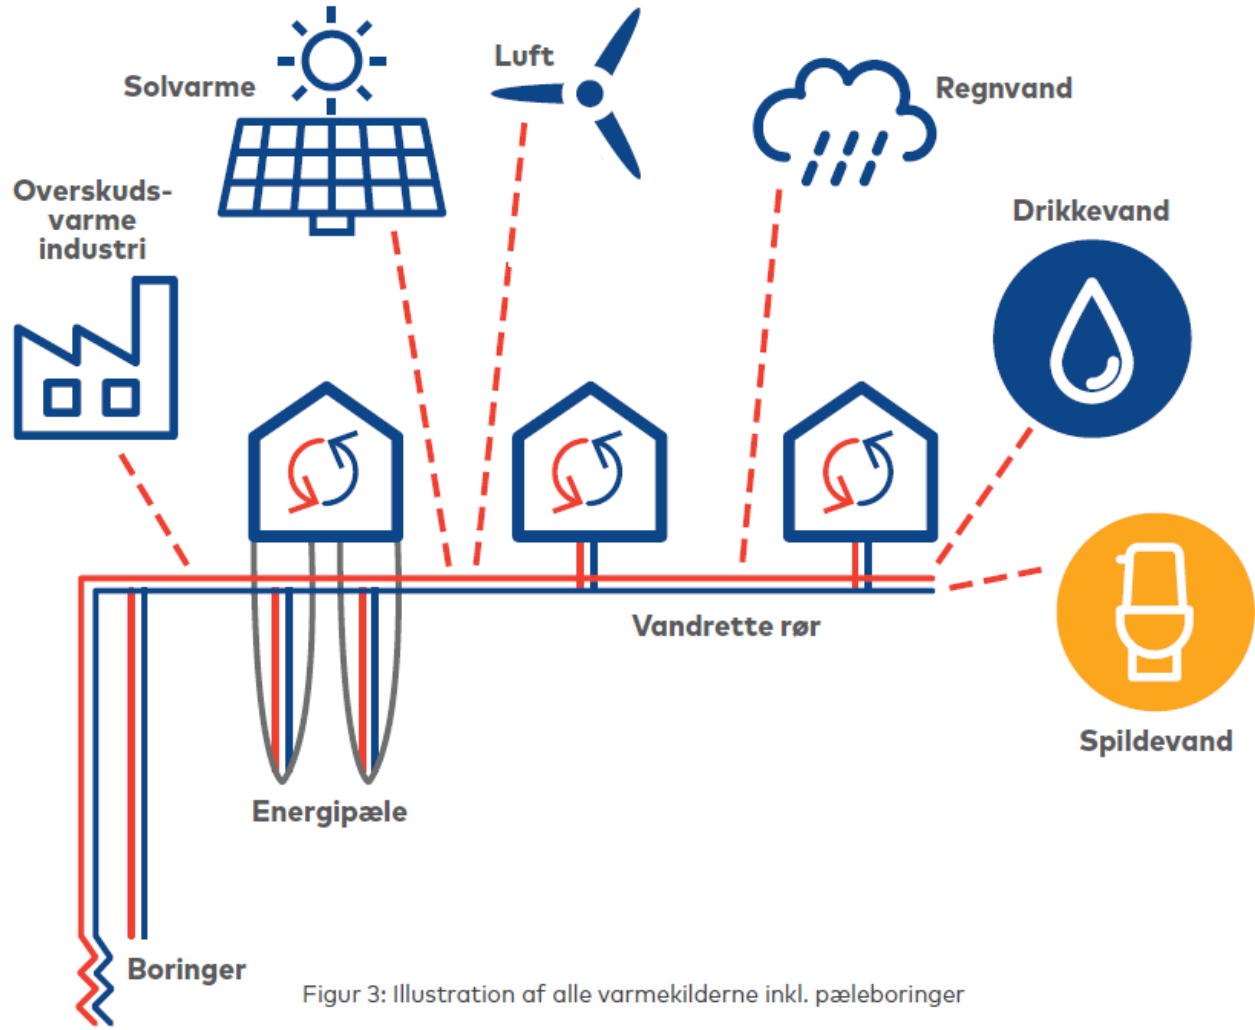 Solvarme
Luft
Regnvand
Overskuds-
varme
industri
Drikkevand
Vandrette rør
Spildevand
Energipæle
Boringer
Figur 3: Illustration af alle varmekilderne inkl. pæleboringer